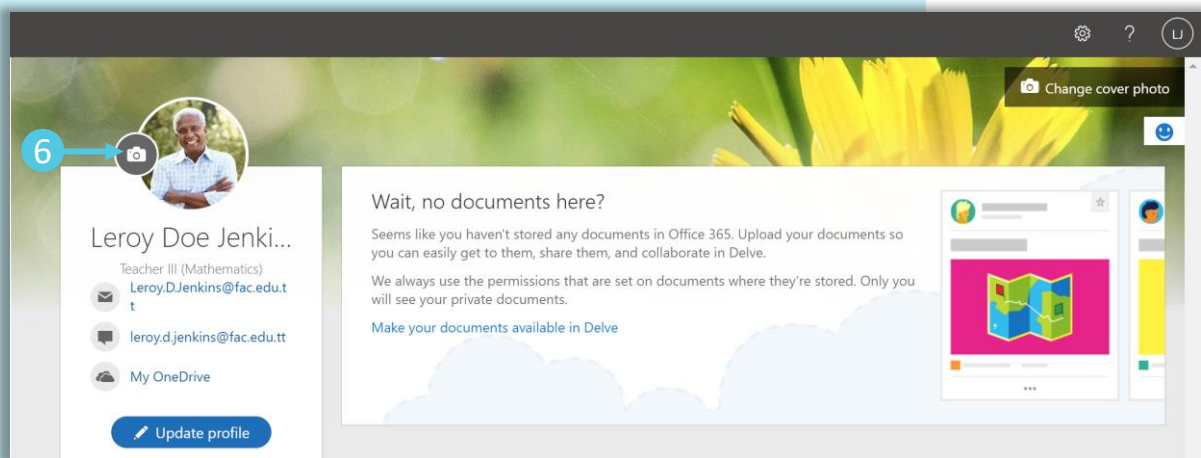 ?
LJ
Change cover photo
6
Wait, no documents here?
Seems like you haven't stored any documents in Office 365. Upload your documents so
you can easily get to them, share them, and collaborate in Delve.
We always use the permissions that are set on documents where they're stored. Only you
will see your private documents.
Make your documents available in Delve
Leroy Doe Jenki...
Teacher III (Mathematics)
Leroy.D.Jenkins@fac.edu.t
t
leroy.d.jenkins@fac.edu.tt
My OneDrive
Update profile